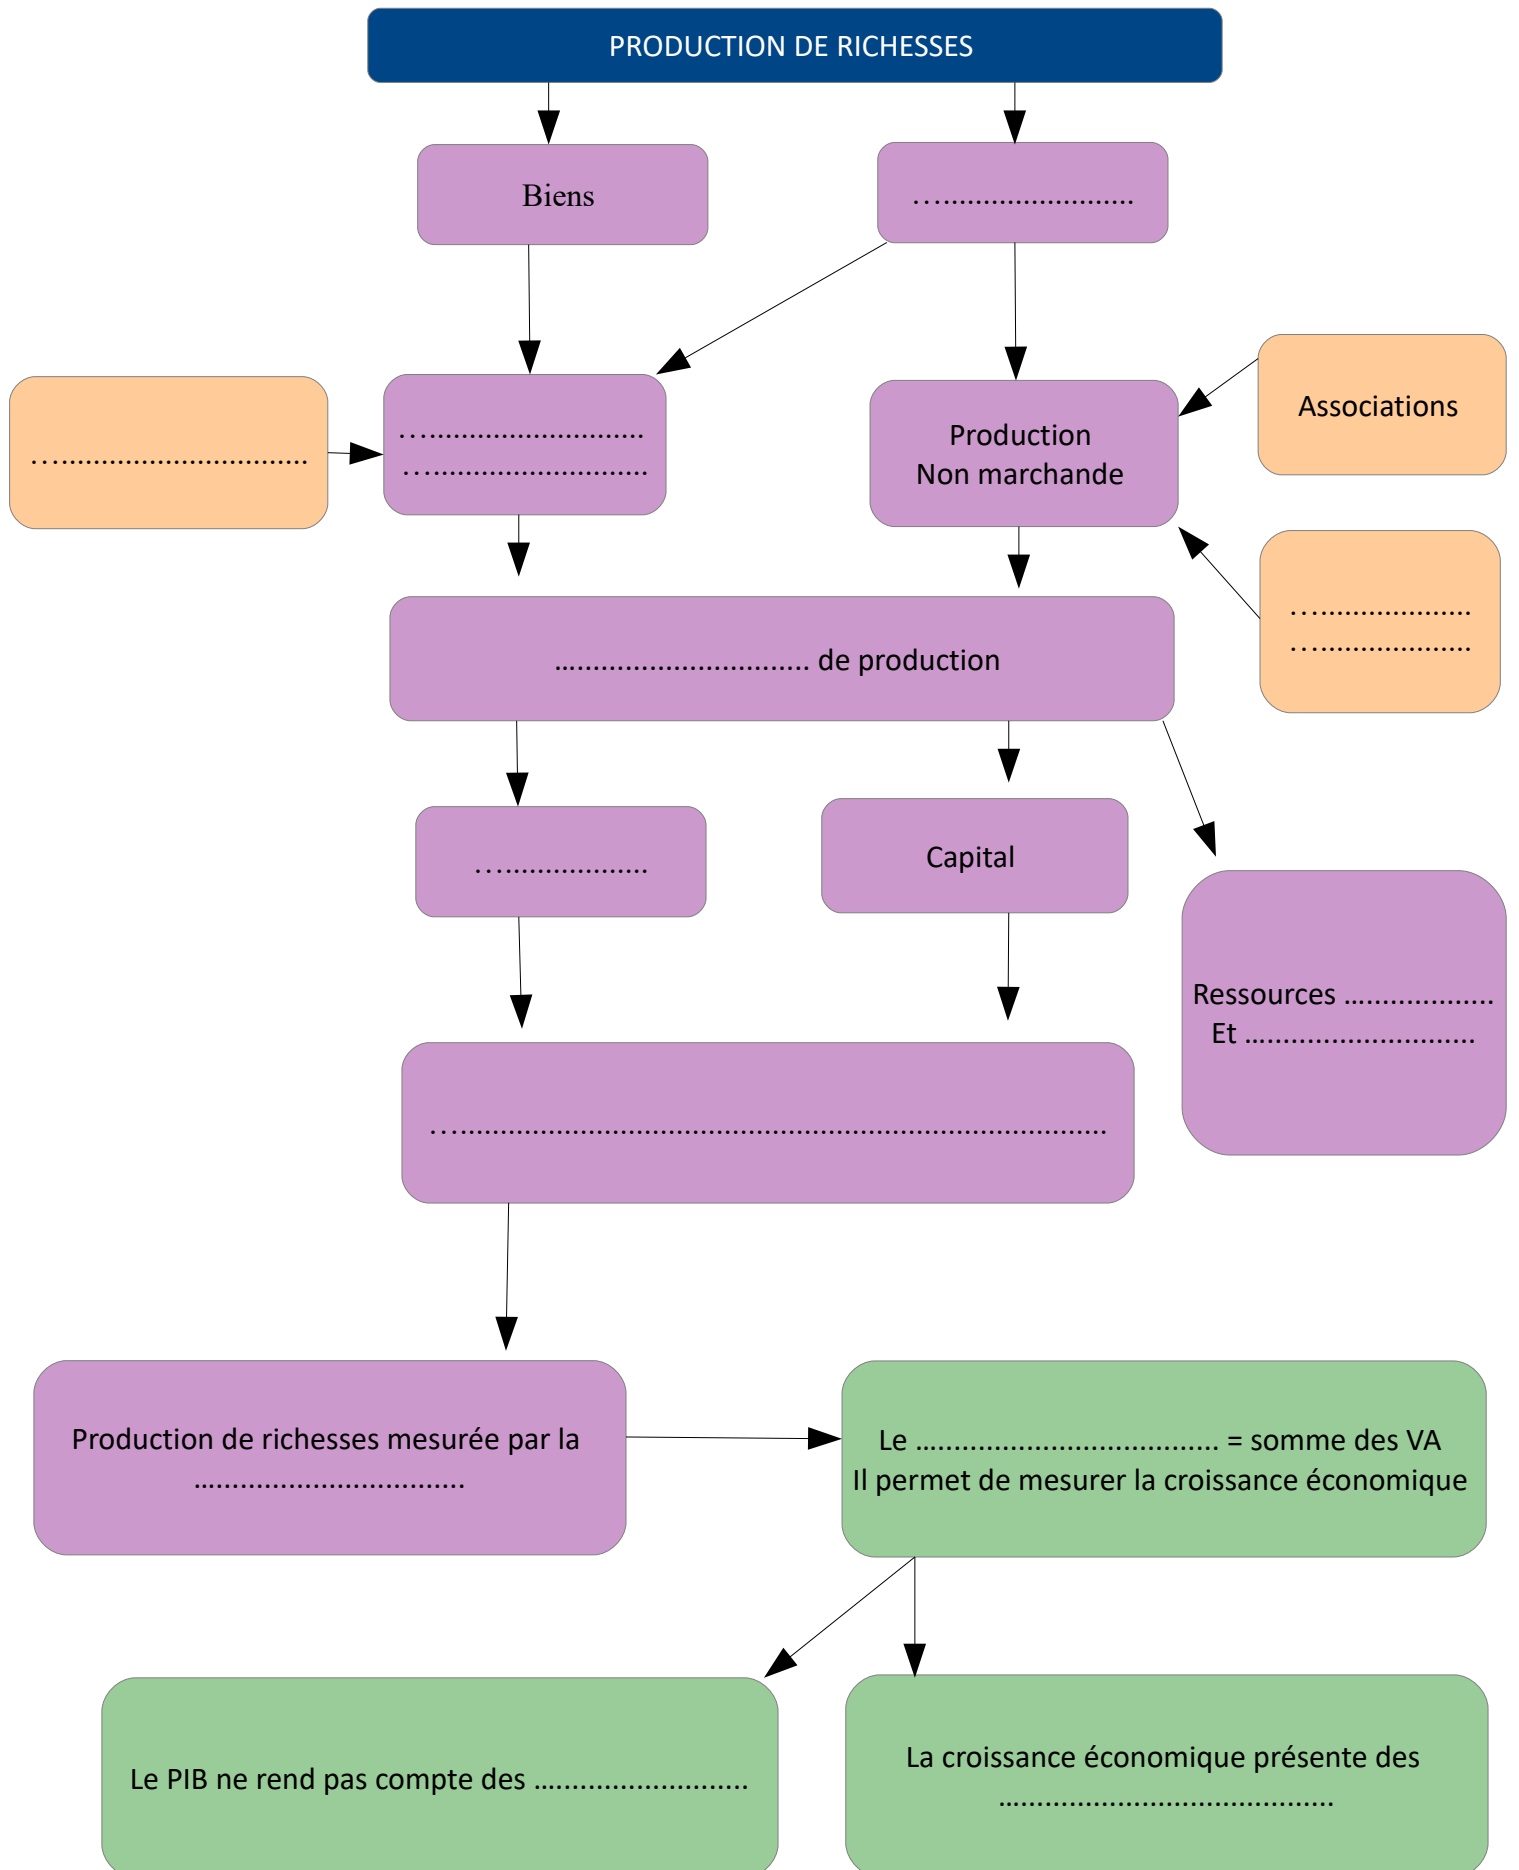 PRODUCTION DE RICHESSES
Biens
…........................
…...........................
…...........................
…...............................
Production
Non marchande
Associations
…...................
…...................
…............................. de production
…..................
Capital
Ressources ….................
Et ….........................
…........................................................................
Production de richesses mesurée par la
…..............................
Le ….................................. = somme des VA
Il permet de mesurer la croissance économique
Le PIB ne rend pas compte des ….......................
La croissance économique présente des
…......................................